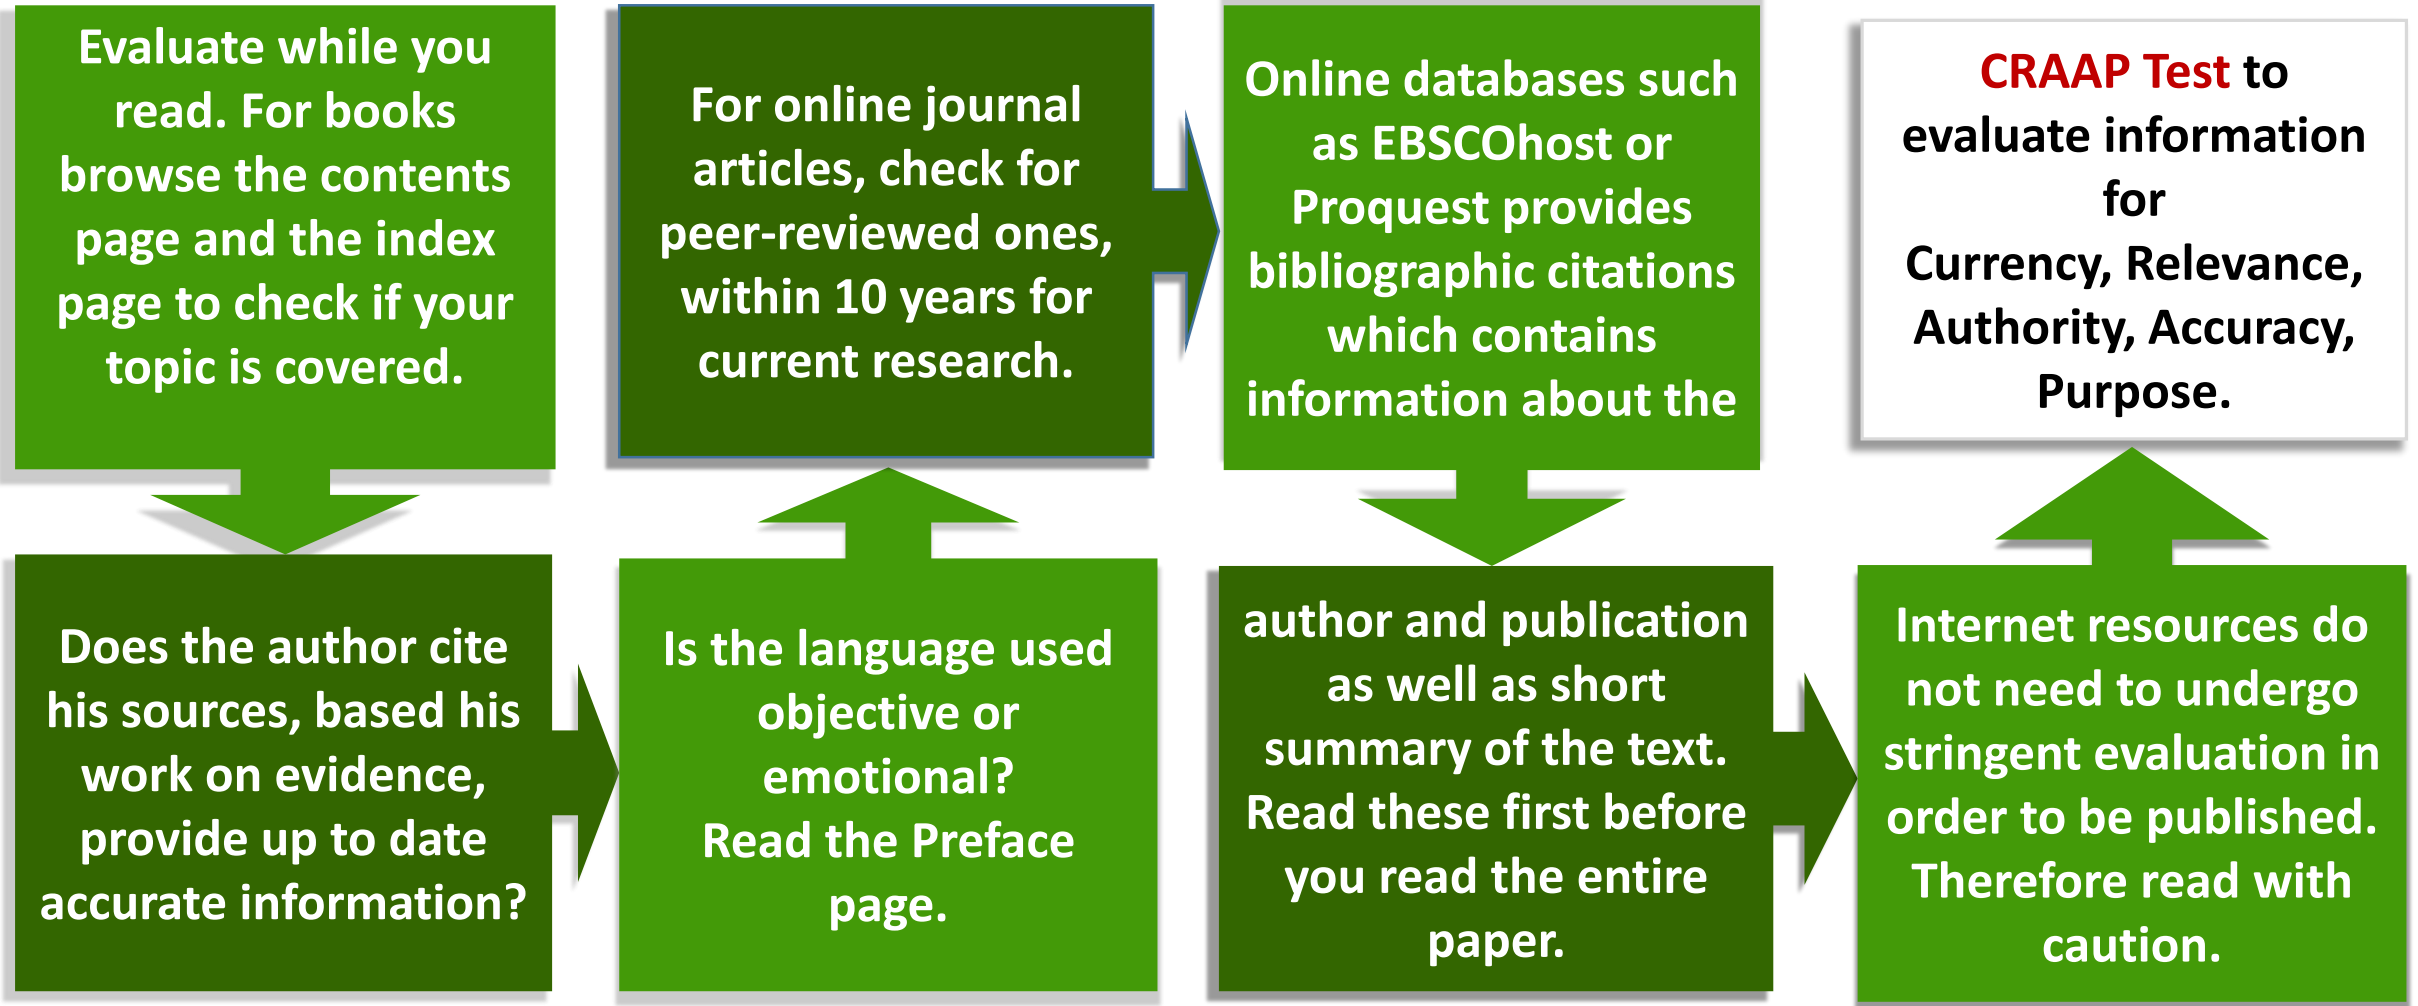 Evaluate while you
read. For books
browse the contents
page and the index
page to check if your
topic is covered.
Does the author cite
his sources, based his
work on evidence,
provide up to date
accurate information?
Is the language used
objective or
emotional?
Read the Preface
page.
For online journal
articles, check for
peer-reviewed ones,
within 10 years for
current research.
Online databases such
as EBSCOhost or
Proquest provides
bibliographic citations
which contains
information about the
author and publication
as well as short
summary of the text.
Read these first before
you read the entire
paper.
Internet resources do
not need to undergo
stringent evaluation in
order to be published.
Therefore read with
caution.
CRAAP Test to
evaluate information
for
Currency, Relevance,
Authority, Accuracy,
Purpose.